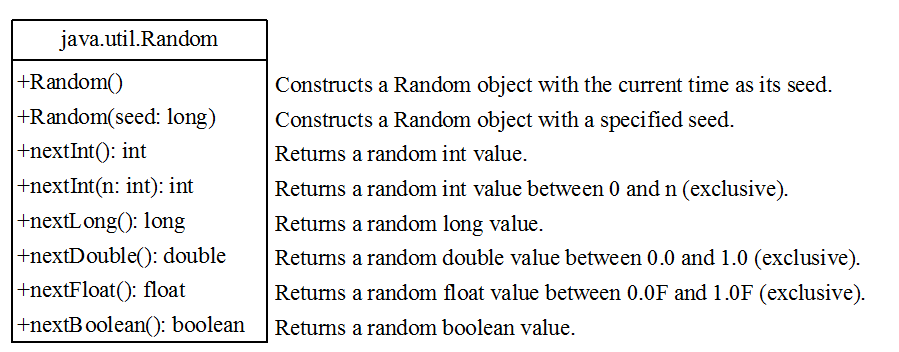 java.util.Random
+Random() Constructs a Random object with the current time as its seed.
+Random(seed: long) Constructs a Random object with a specified seed.
+nextInt(): int Returns a random int value.
+nextInt(n: int): int Returns a random int value between 0 and n (exclusive).
+nextLong(): long Returns a random long value.
+nextDouble(): double Returns a random double value between 0.0 and 1.0 (exclusive).
+nextFloat(): float Returns a random float value between 0.0F and 1.0F (exclusive).
+nextBoolean(): boolean Returns a random boolean value.